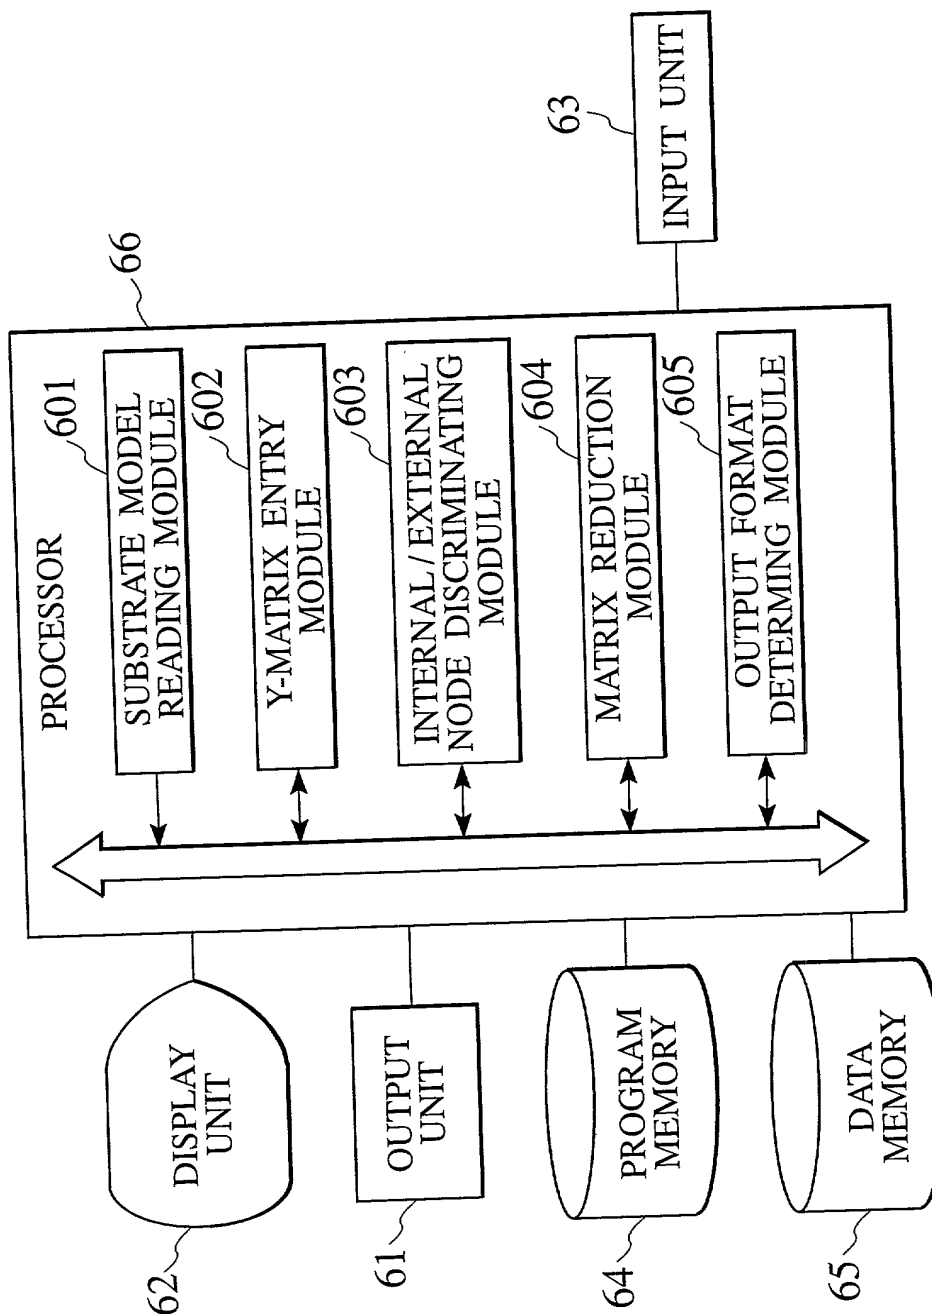 PROCESSOR
66
601
SUBSTRATE MODEL
READING MODULE
602
Y-MATRIX ENTRY
MODULE
603
INTERNAL / EXTERNAL
NODE DISCRIMINATING
MODULE
604
MATRIX REDUCTION
MODULE
605
OUTPUT FORMAT
DETERMINING MODULE
63
INPUT UNIT
62
DISPLAY
UNIT
61
OUTPUT
UNIT
64
PROGRAM
MEMORY
65
DATA
MEMORY